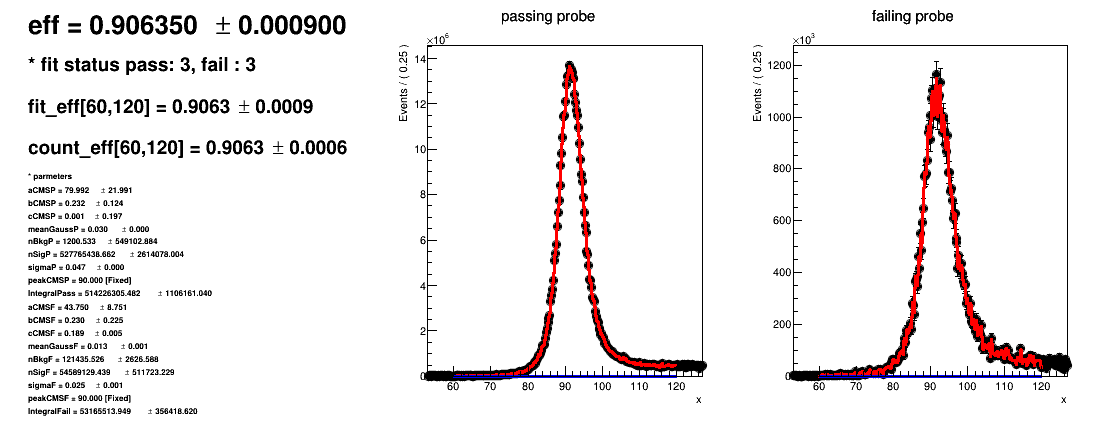 eff = 0.906350 ± 0.000900
* fit status pass: 3, fail : 3
fit_eff[60,120] = 0.9063 ± 0.0009
count_eff[60,120] = 0.9063 ± 0.0006
* parmeters
aCMSP = 79.992 ± 21.991
bCMSP = 0.232 ± 0.124
cCMSP = 0.001 ± 0.197
meanGaussP = 0.030 ± 0.000
nBkgP = 1200.533 ± 549102.884
nSigP = 527765438.662 ± 2614078.004
sigmaP = 0.047 ± 0.000
peakCMSP = 90.000 [Fixed]
IntegralPass = 514226305.482 ± 1106161.040
aCMSF = 43.750 ± 8.751
bCMSF = 0.230 ± 0.225
cCMSF = 0.189 ± 0.005
meanGaussF = 0.013 ± 0.001
nBkgF = 121435.526 ± 2626.588
nSigF = 54589129.439 ± 511723.229
sigmaF = 0.025 ± 0.001
peakCMSF = 90.000 [Fixed]
IntegralFail = 53165513.949 ± 356418.620
passing probe
×10⁶
Events / ( 0.25 )
14
12
10
8
6
4
2
0
60 70 80 90 100 110 120
x
failing probe
×10³
Events / ( 0.25 )
1200
1000
800
600
400
200
0
60 70 80 90 100 110 120
x